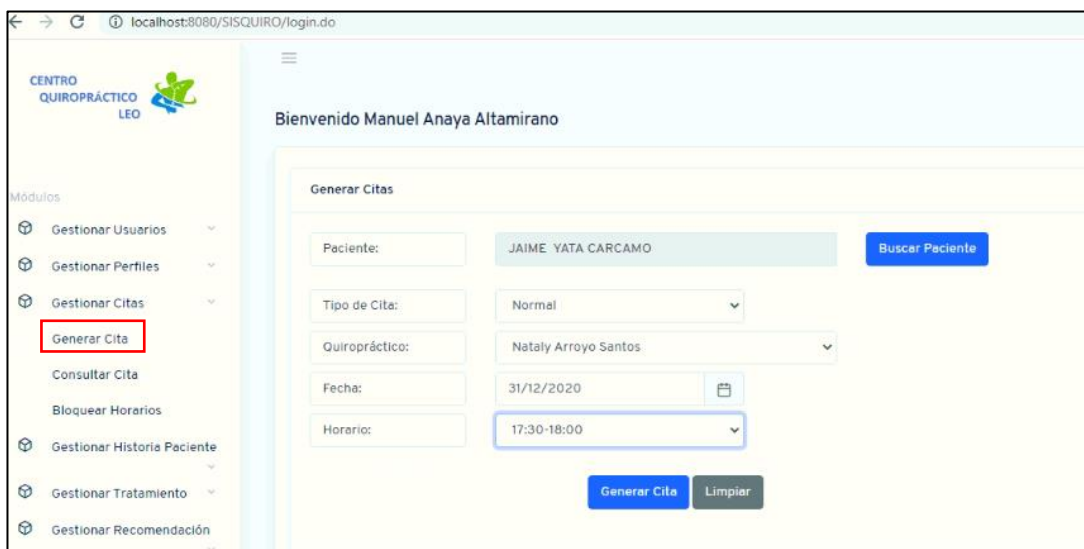 localhost:8080/SISQUIRO/login.do
CENTRO
QUIROPRÁCTICO
LEO
Bienvenido Manuel Anaya Altamirano
Módulos
Gestionar Usuarios
Gestionar Perfiles
Gestionar Citas
Generar Cita
Consultar Cita
Bloquear Horarios
Gestionar Historia Paciente
Gestionar Tratamiento
Gestionar Recomendación
Generar Citas
Paciente: JAIME YATA CARCAMO Buscar Paciente
Tipo de Cita: Normal
Quiropráctico: Nataly Arroyo Santos
Fecha: 31/12/2020
Horario: 17:30-18:00
Generar Cita Limpiar